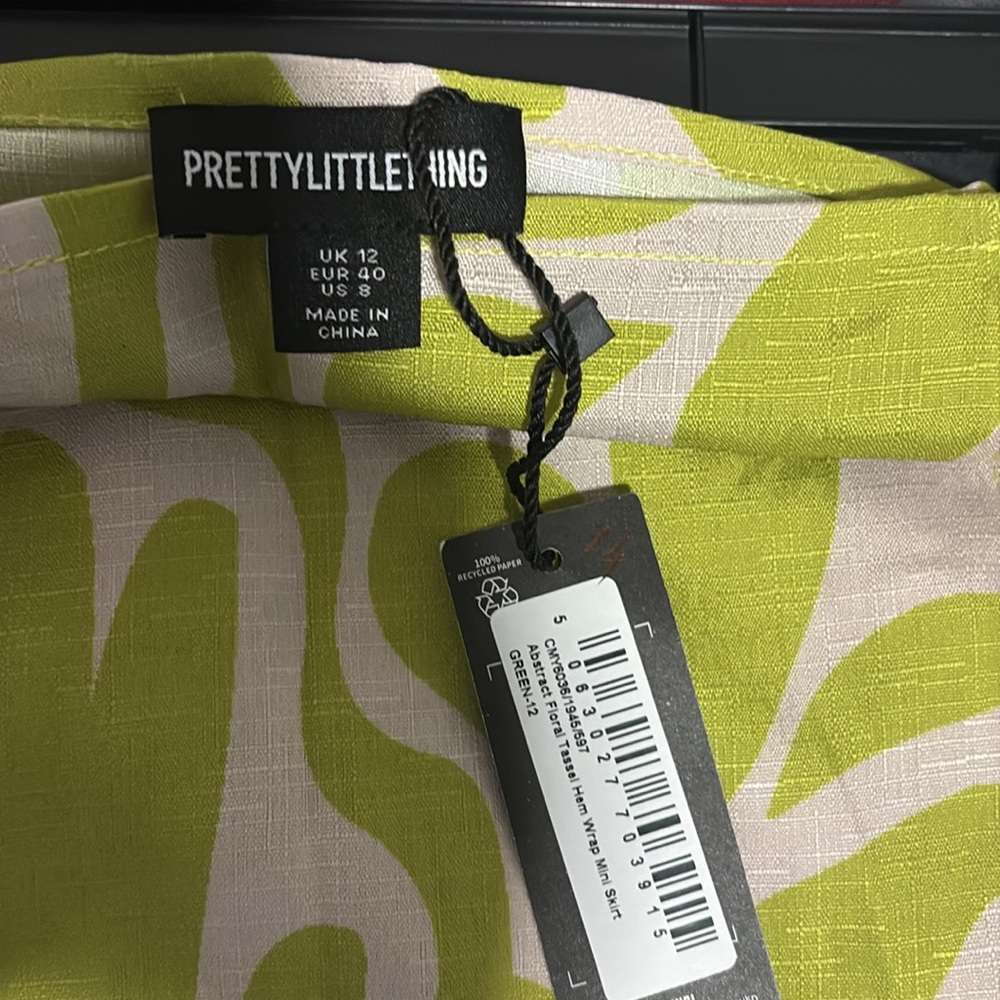 PRETTYLITTLETHING
UK 12
EUR 40
US 8
MADE IN
CHINA
100%
RECYCLED PAPER
5 063027 703915
CMY6036/1945/597
Abstract Floral Tassel Hem Wrap Mini Skirt
GREEN-12